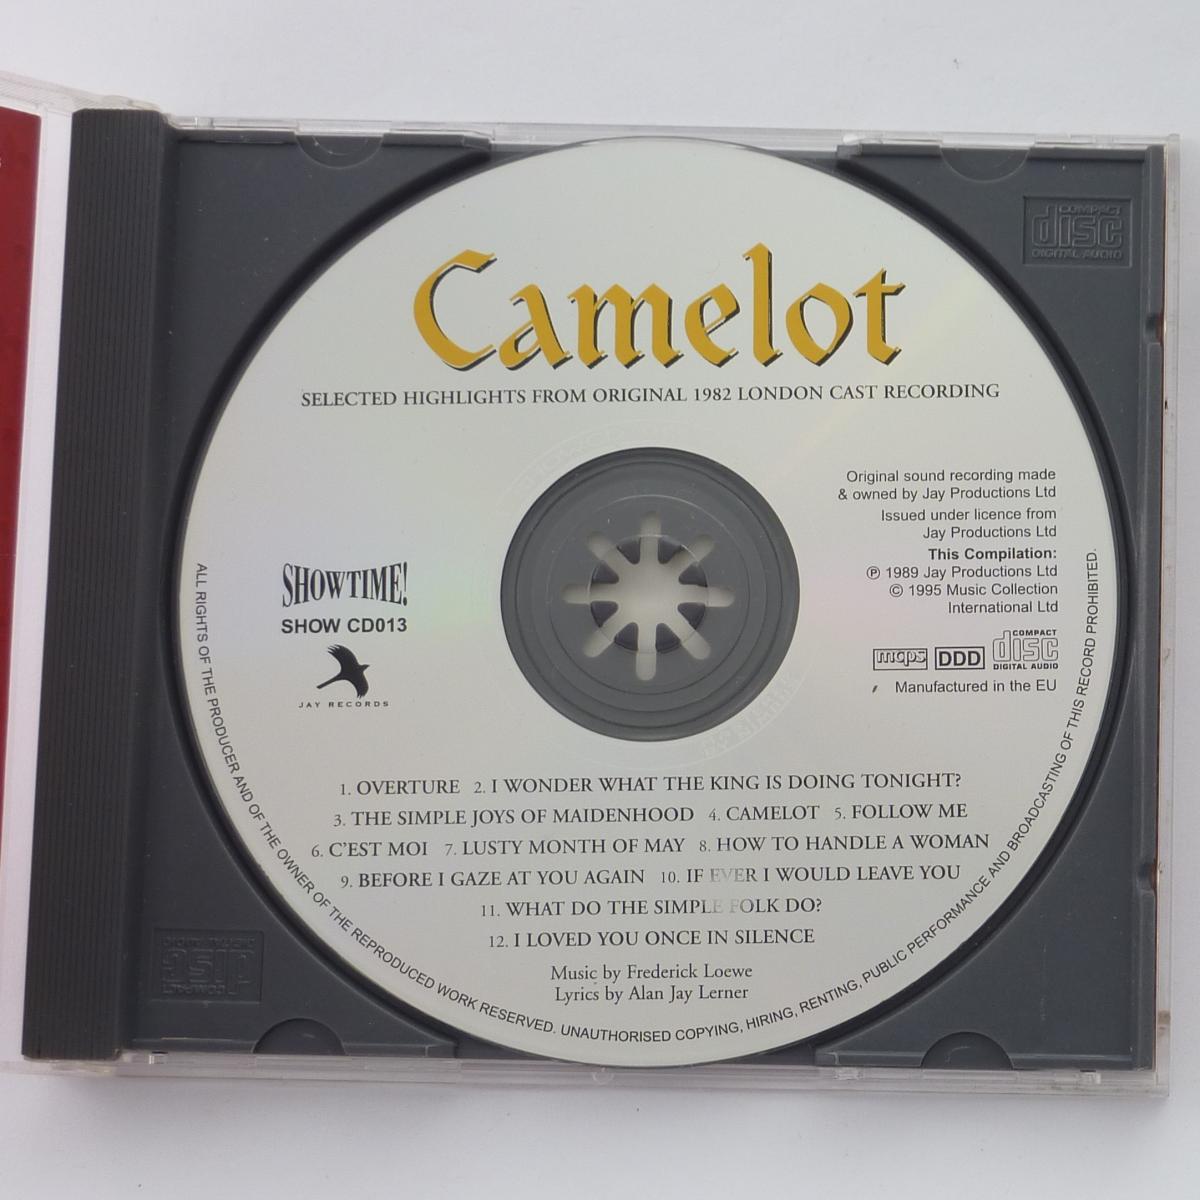 Camelot
SELECTED HIGHLIGHTS FROM ORIGINAL 1982 LONDON CAST RECORDING
Original sound recording made
& owned by Jay Productions Ltd
Issued under licence from
Jay Productions Ltd
This Compilation:
℗ 1989 Jay Productions Ltd
© 1995 Music Collection
International Ltd
mcps DDD COMPACT disc DIGITAL AUDIO
Manufactured in the EU
SHOWTIME!
SHOW CD013
JAY RECORDS
1. OVERTURE 2. I WONDER WHAT THE KING IS DOING TONIGHT?
3. THE SIMPLE JOYS OF MAIDENHOOD 4. CAMELOT 5. FOLLOW ME
6. C'EST MOI 7. LUSTY MONTH OF MAY 8. HOW TO HANDLE A WOMAN
9. BEFORE I GAZE AT YOU AGAIN 10. IF EVER I WOULD LEAVE YOU
11. WHAT DO THE SIMPLE FOLK DO?
12. I LOVED YOU ONCE IN SILENCE
Music by Frederick Loewe
Lyrics by Alan Jay Lerner
ALL RIGHTS OF THE PRODUCER AND OF THE OWNER OF THE REPRODUCED WORK RESERVED. UNAUTHORISED COPYING, HIRING, RENTING, PUBLIC PERFORMANCE AND BROADCASTING OF THIS RECORD PROHIBITED.
COMPACT
disc
DIGITAL AUDIO
COMPACT
disc
DIGITAL AUDIO